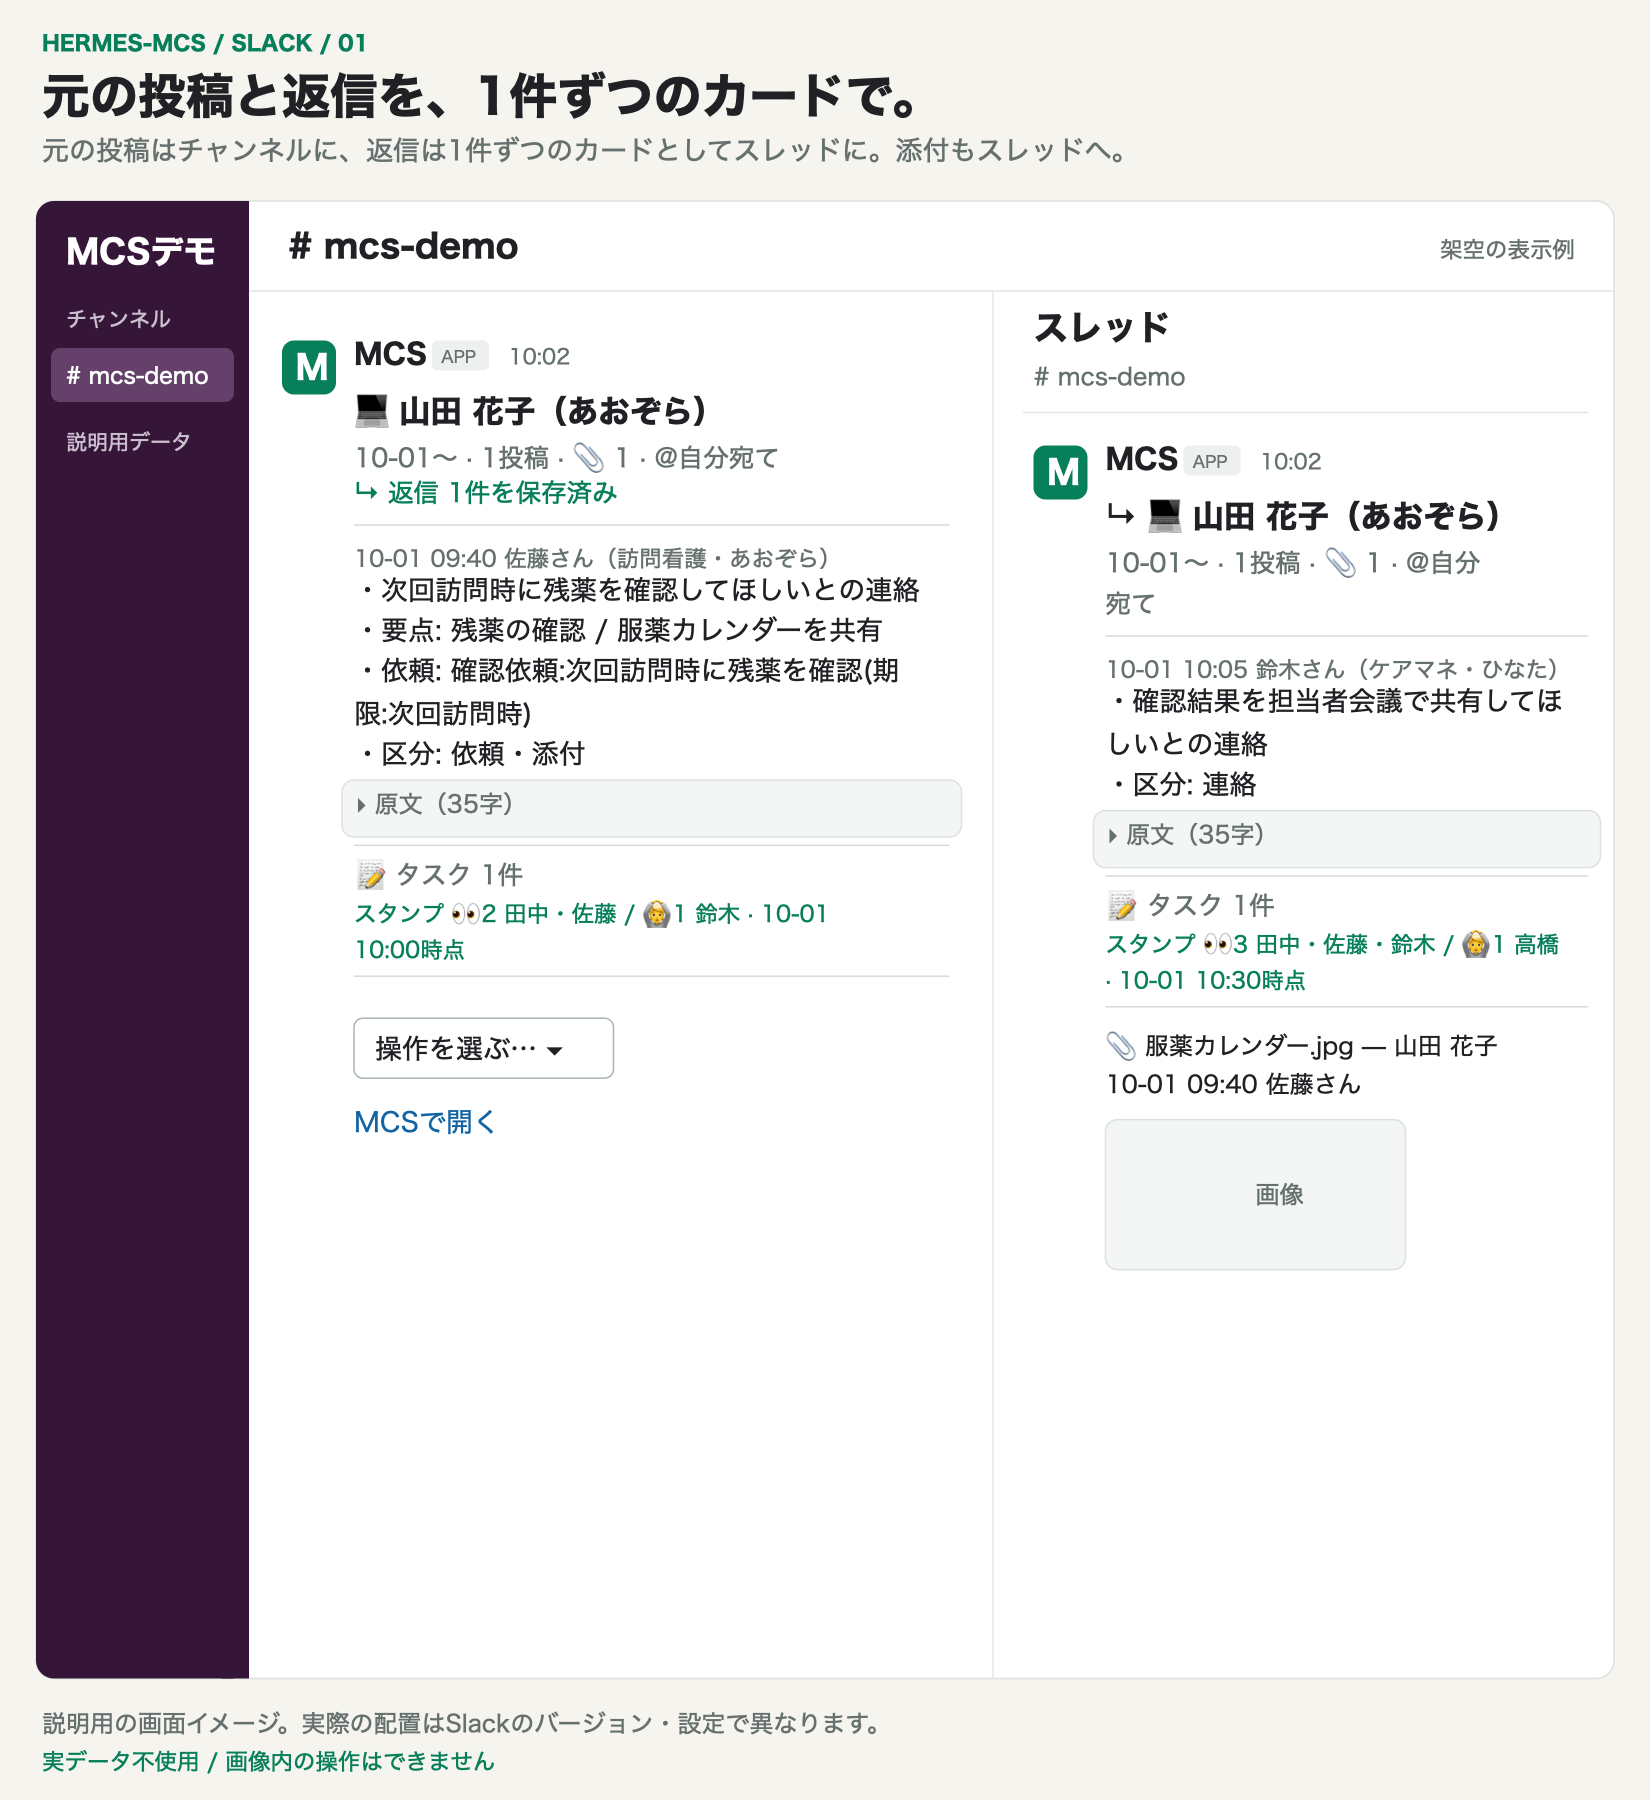 HERMES-MCS / SLACK / 01
元の投稿と返信を、1件ずつのカードで。
元の投稿はチャンネルに、返信は1件ずつのカードとしてスレッドに。添付もスレッドへ。
MCSデモ
チャンネル
# mcs-demo
説明用データ
# mcs-demo
架空の表示例
M
MCS APP 10:02
💻 山田 花子（あおぞら）
10-01〜 · 1投稿 · 📎 1 · @自分宛て
↳ 返信 1件を保存済み
10-01 09:40 佐藤さん（訪問看護・あおぞら）
・次回訪問時に残薬を確認してほしいとの連絡
・要点: 残薬の確認 / 服薬カレンダーを共有
・依頼: 確認依頼:次回訪問時に残薬を確認(期
限:次回訪問時)
・区分: 依頼・添付
原文（35字）
📝 タスク 1件
スタンプ 👀2 田中・佐藤 / 🙆1 鈴木 · 10-01
10:00時点
操作を選ぶ…
MCSで開く
スレッド
# mcs-demo
M
MCS APP 10:02
↳ 💻 山田 花子（あおぞら）
10-01〜 · 1投稿 · 📎 1 · @自分
宛て
10-01 10:05 鈴木さん（ケアマネ・ひなた）
・確認結果を担当者会議で共有してほ
しいとの連絡
・区分: 連絡
原文（35字）
📝 タスク 1件
スタンプ 👀3 田中・佐藤・鈴木 / 🙆1 高橋
· 10-01 10:30時点
📎 服薬カレンダー.jpg — 山田 花子
10-01 09:40 佐藤さん
画像
説明用の画面イメージ。実際の配置はSlackのバージョン・設定で異なります。
実データ不使用 / 画像内の操作はできません